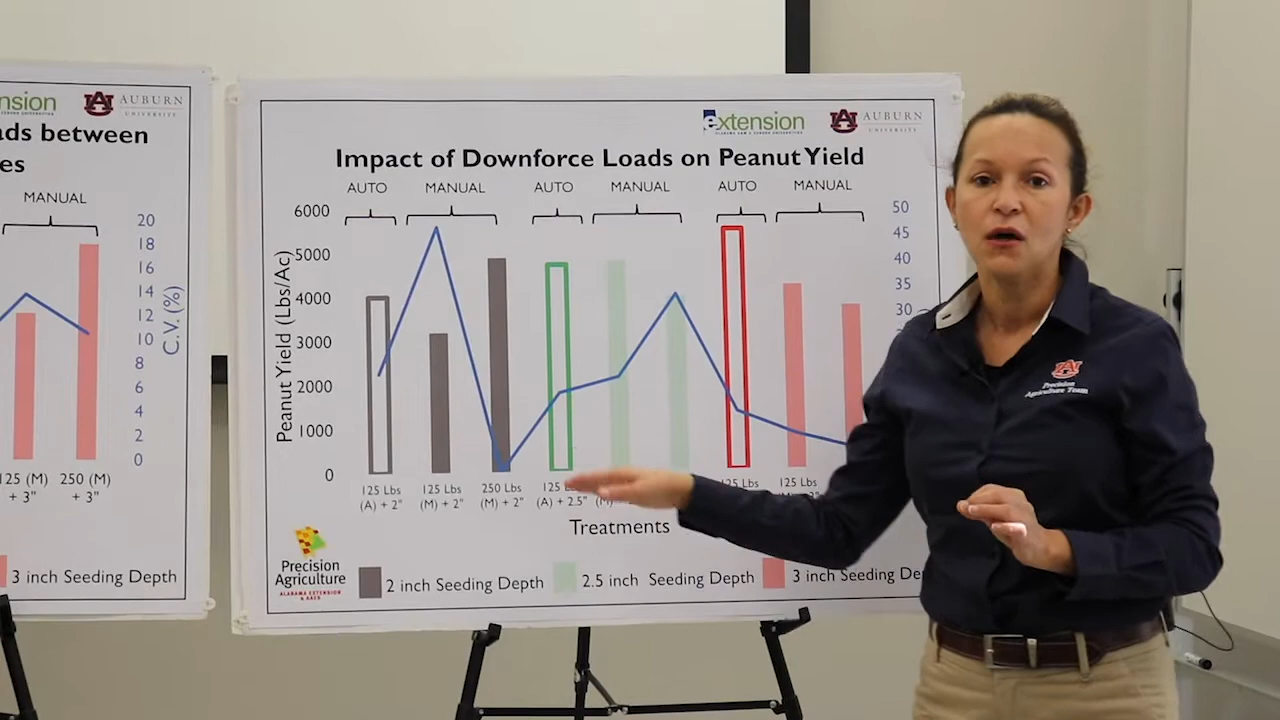 nsion
AUBURN
UNIVERSITY
ads between
es
MANUAL
20
18
16
14
12
10
8
6
4
2
0
C.V. (%)
125 (M)
+ 3"
250 (M)
+ 3"
3 inch Seeding Depth
extension
AUBURN
UNIVERSITY
Impact of Downforce Loads on Peanut Yield
AUTO MANUAL AUTO MANUAL AUTO MANUAL
6000
5000
4000
3000
2000
1000
0
Peanut Yield (Lbs/Ac)
50
45
40
35
30
125 Lbs
(A) + 2"
125 Lbs
(M) + 2"
250 Lbs
(M) + 2"
125
(A) + 2.5"
Treatments
Precision
Agriculture
ALABAMA EXTENSION
& AAES
2 inch Seeding Depth
2.5 inch Seeding Depth
3 inch Seeding De
Precision
Agriculture Team